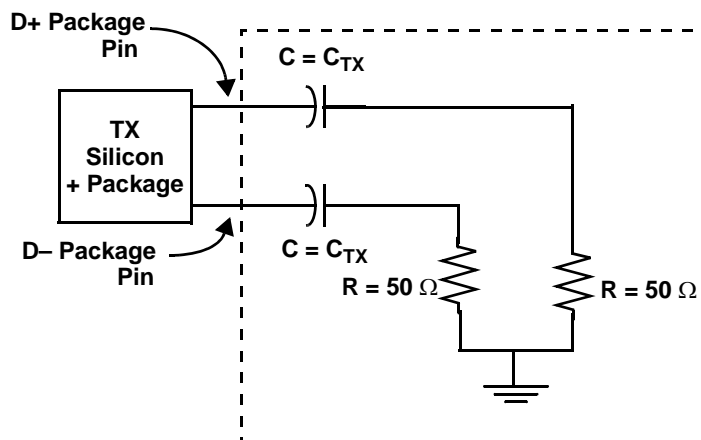 D+ Package
Pin
C = CTX
TX
Silicon
+ Package
D– Package
Pin
C = CTX
R = 50 Ω
R = 50 Ω